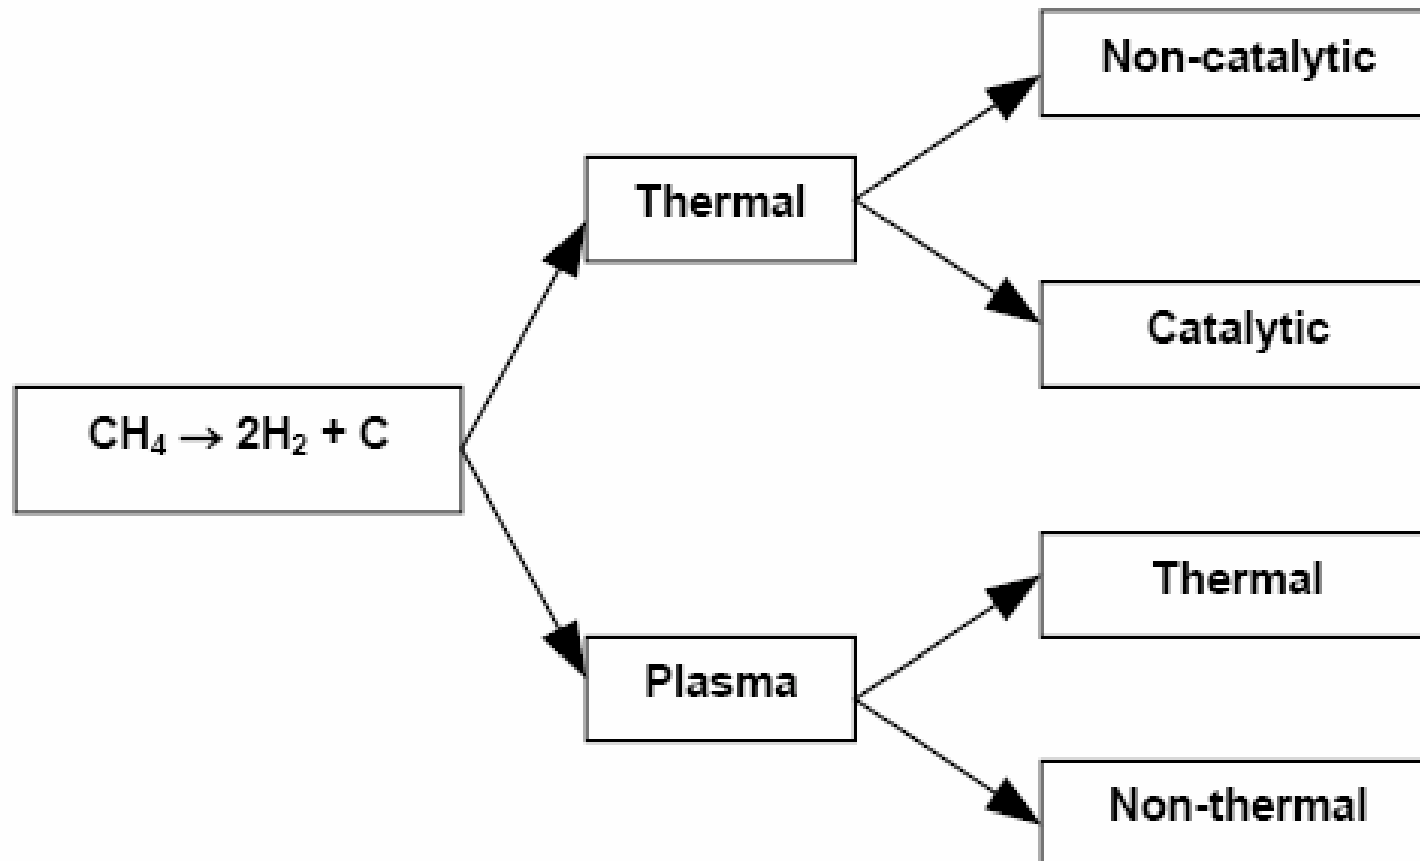 Non-catalytic
Thermal
Catalytic
CH₄ → 2H₂ + C
Thermal
Plasma
Non-thermal